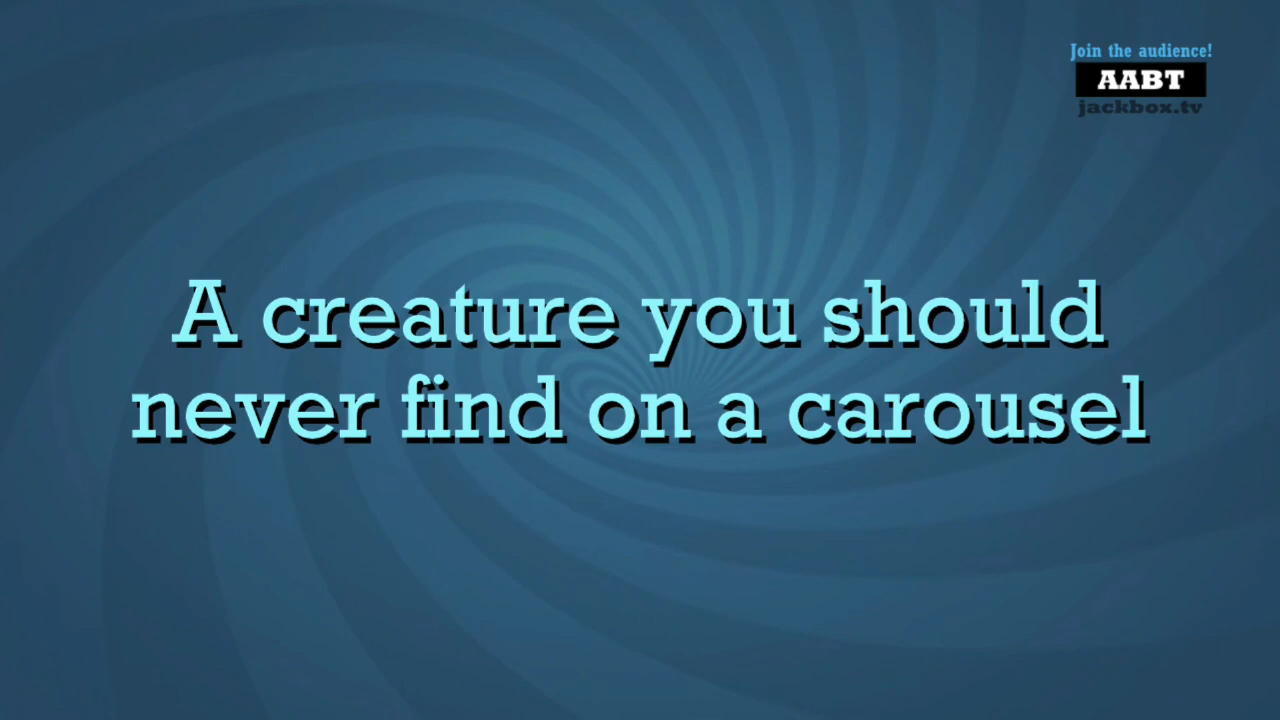 Join the audience!
AABT
jackbox.tv
A creature you should
never find on a carousel